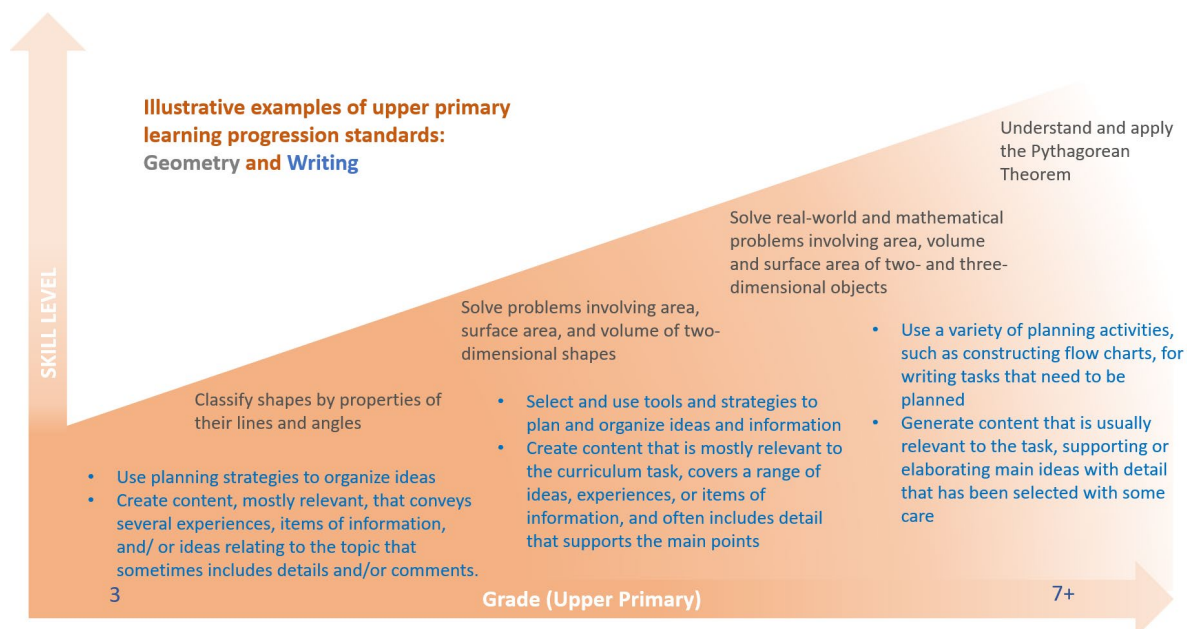 Illustrative examples of upper primary
learning progression standards:
Geometry and Writing
SKILL LEVEL
Understand and apply
the Pythagorean
Theorem
Solve real-world and mathematical
problems involving area, volume
and surface area of two- and three-
dimensional objects
Solve problems involving area,
surface area, and volume of two-
dimensional shapes
Classify shapes by properties of
their lines and angles
• Use planning strategies to organize ideas
• Create content, mostly relevant, that conveys
several experiences, items of information,
and/ or ideas relating to the topic that
sometimes includes details and/or comments.
• Select and use tools and strategies to
plan and organize ideas and information
• Create content that is mostly relevant to
the curriculum task, covers a range of
ideas, experiences, or items of
information, and often includes detail
that supports the main points
• Use a variety of planning activities,
such as constructing flow charts, for
writing tasks that need to be
planned
• Generate content that is usually
relevant to the task, supporting or
elaborating main ideas with detail
that has been selected with some
care
3
Grade (Upper Primary)
7+